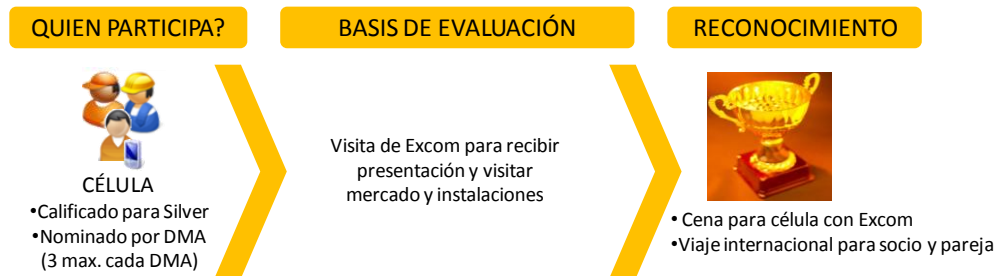 QUIEN PARTICIPA?
BASIS DE EVALUACIÓN
RECONOCIMIENTO
CÉLULA
•Calificado para Silver
•Nominado por DMA
(3 max. cada DMA)
Visita de Excom para recibir
presentación y visitar
mercado y instalaciones
• Cena para célula con Excom
•Viaje internacional para socio y pareja